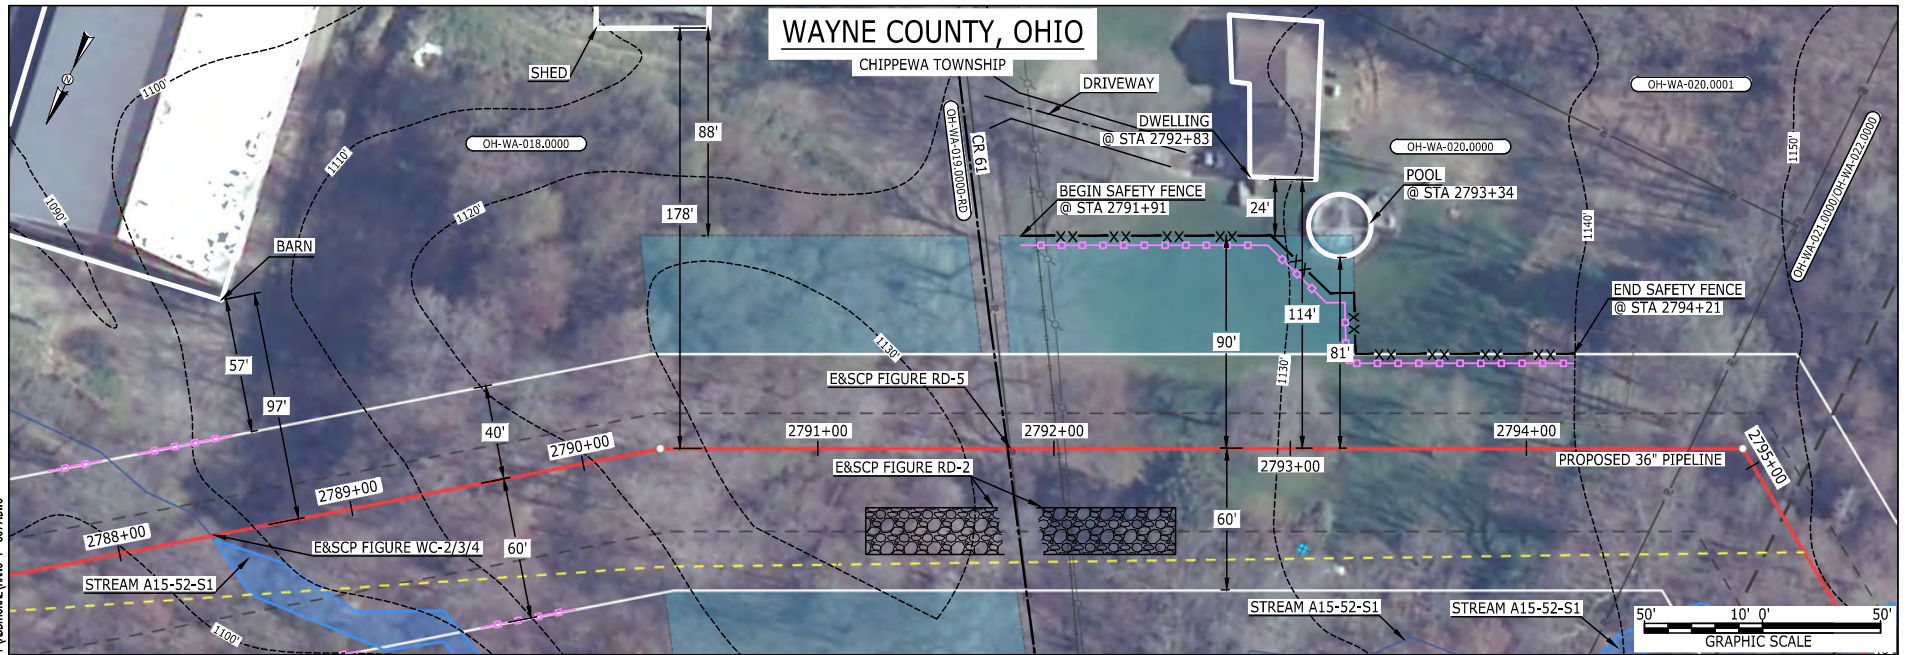 WAYNE COUNTY, OHIO
CHIPPEWA TOWNSHIP
SHED
DRIVEWAY
DWELLING
@ STA 2792+83
OH-WA-020.0001
1100'
1110'
88'
OH-WA-018.0000
OH-WA-019.0000-RD
CR 61
OH-WA-020.0000
1150'
OH-WA-021.0000/OH-WA-022.0000
POOL
@ STA 2793+34
BEGIN SAFETY FENCE
@ STA 2791+91
24'
1090'
1120'
178'
1140'
BARN
END SAFETY FENCE
@ STA 2794+21
114'
57'
1130'
90'
81'
1130'
E&SCP FIGURE RD-5
97'
40'
2790+00
2791+00
2792+00
2793+00
2794+00
2795+00
PROPOSED 36" PIPELINE
E&SCP FIGURE RD-2
2789+00
2788+00
60'
60'
E&SCP FIGURE WC-2/3/4
STREAM A15-52-S1
STREAM A15-52-S1
STREAM A15-52-S1
1100'
50' 10' 0' 50'
GRAPHIC SCALE